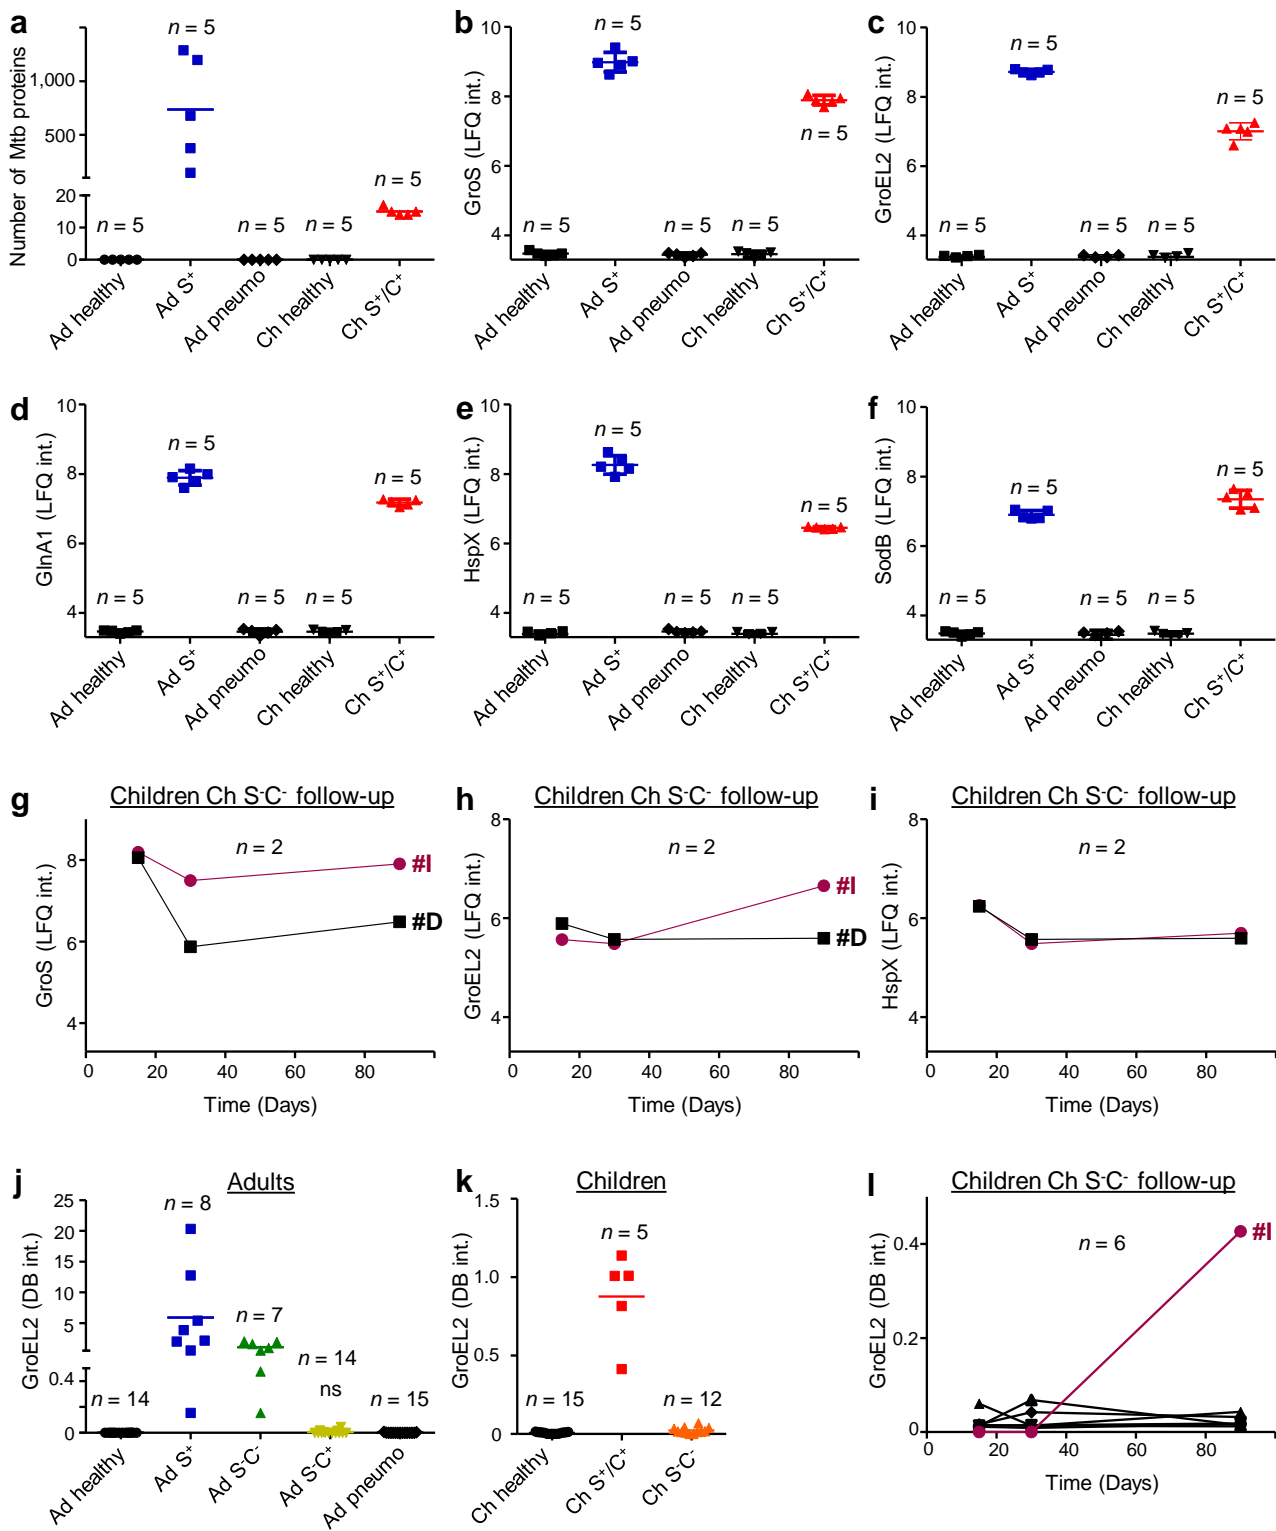 a
Number of Mtb proteins
1,000
500
20
10
0
n = 5
n = 5
n = 5
n = 5
n = 5
Ad healthy
Ad S+
Ad pneumo
Ch healthy
Ch S+/C+
b
GroS (LFQ int.)
10
8
6
4
n = 5
n = 5
n = 5
n = 5
n = 5
Ad healthy
Ad S+
Ad pneumo
Ch healthy
Ch S+/C+
c
GroEL2 (LFQ int.)
10
8
6
4
n = 5
n = 5
n = 5
n = 5
n = 5
Ad healthy
Ad S+
Ad pneumo
Ch healthy
Ch S+/C+
d
GlnA1 (LFQ int.)
10
8
6
4
n = 5
n = 5
n = 5
n = 5
n = 5
Ad healthy
Ad S+
Ad pneumo
Ch healthy
Ch S+/C+
e
HspX (LFQ int.)
10
8
6
4
n = 5
n = 5
n = 5
n = 5
n = 5
Ad healthy
Ad S+
Ad pneumo
Ch healthy
Ch S+/C+
f
SodB (LFQ int.)
10
8
6
4
n = 5
n = 5
n = 5
n = 5
n = 5
Ad healthy
Ad S+
Ad pneumo
Ch healthy
Ch S+/C+
g
Children Ch S-C- follow-up
GroS (LFQ int.)
8
6
4
n = 2
#I
#D
0 20 40 60 80
Time (Days)
h
Children Ch S-C- follow-up
GroEL2 (LFQ int.)
8
6
4
n = 2
#I
#D
0 20 40 60 80
Time (Days)
i
Children Ch S-C- follow-up
HspX (LFQ int.)
8
6
4
n = 2
0 20 40 60 80
Time (Days)
j
Adults
GroEL2 (DB int.)
25
20
15
10
5
0.4
0
n = 14
n = 8
n = 7
n = 14
ns
n = 15
Ad healthy
Ad S+
Ad S-C-
Ad S-C+
Ad pneumo
k
Children
GroEL2 (DB int.)
1.5
1.0
0.5
0
n = 15
n = 5
n = 12
Ch healthy
Ch S+/C+
Ch S-C-
l
Children Ch S-C- follow-up
GroEL2 (DB int.)
0.4
0.2
0
n = 6
#I
0 20 40 60 80
Time (Days)